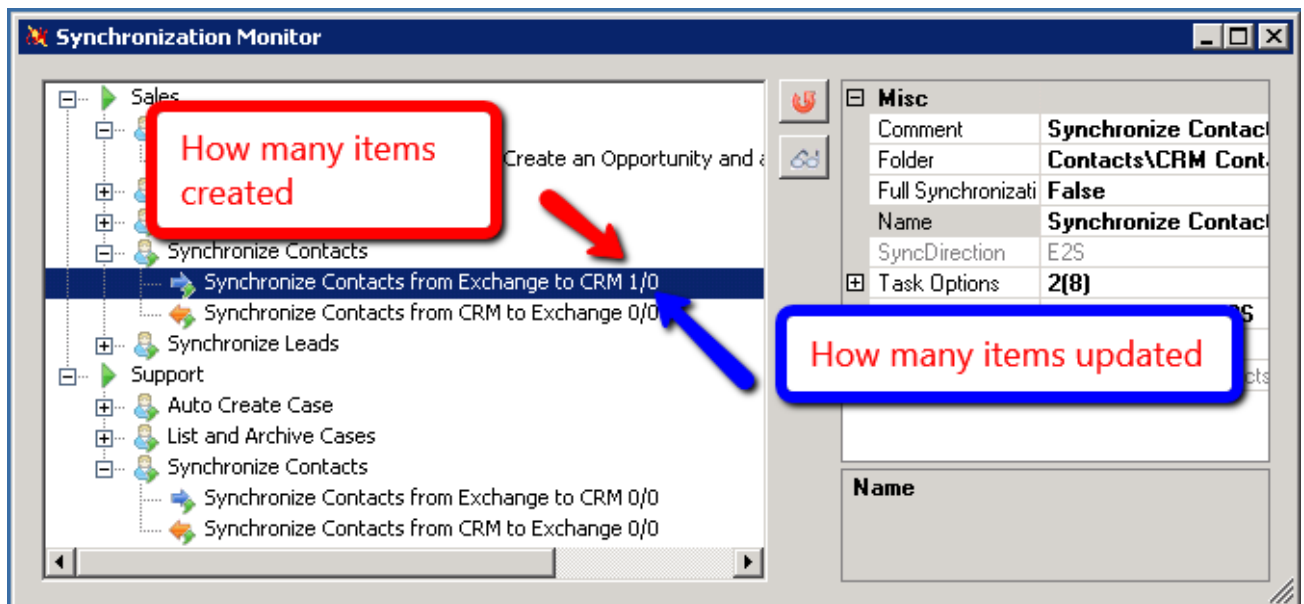 Synchronization Monitor
Sales
How many items
created
Create an Opportunity and
Synchronize Contacts
Synchronize Contacts from Exchange to CRM 1/0
Synchronize Contacts from CRM to Exchange 0/0
Synchronize Leads
Support
Auto Create Case
List and Archive Cases
Synchronize Contacts
Synchronize Contacts from Exchange to CRM 0/0
Synchronize Contacts from CRM to Exchange 0/0
Misc
Comment Synchronize Contac
Folder Contacts\CRM Cont
Full Synchronizati False
Name Synchronize Contac
SyncDirection E2S
Task Options 2(8)
How many items updated
Name